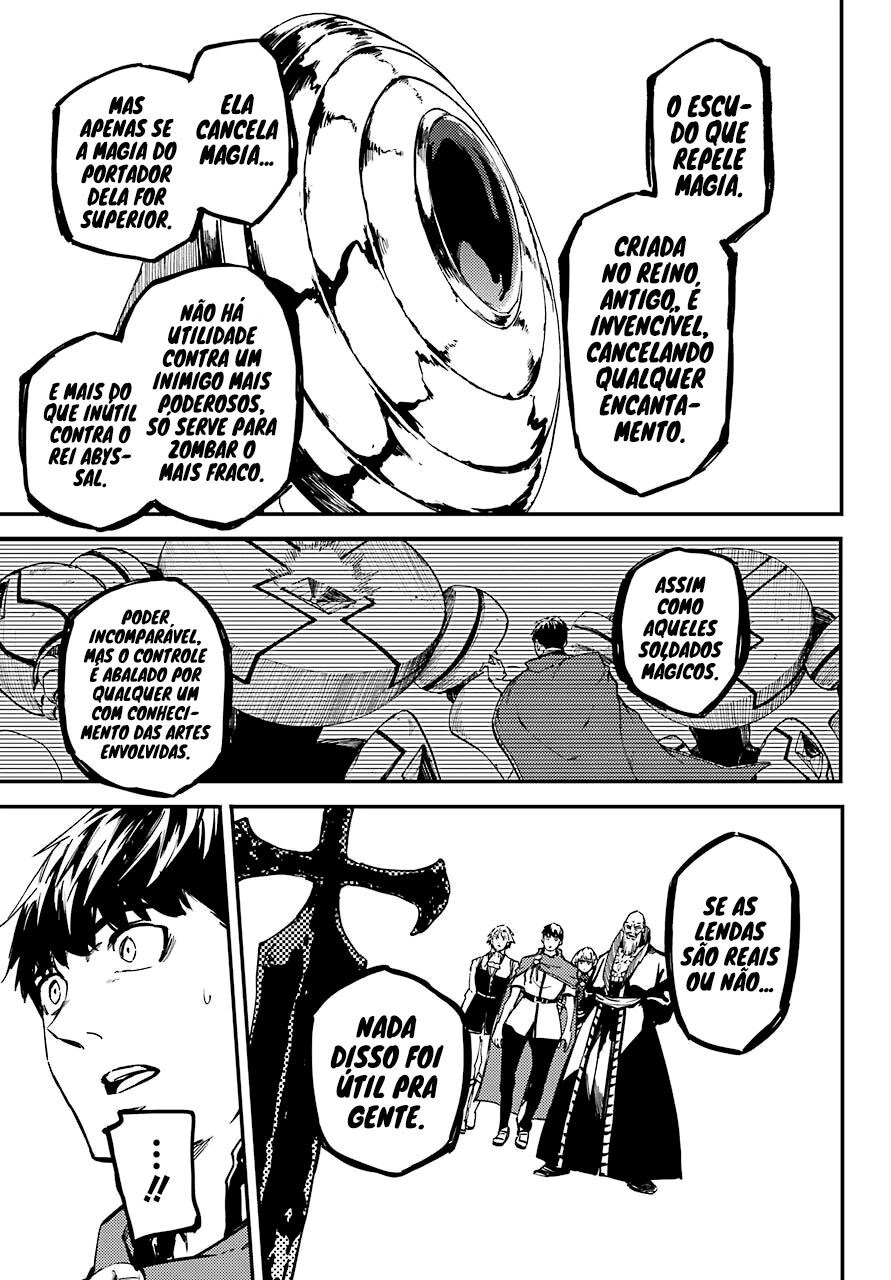 O ESCU-
DO QUE
REPELE
MAGIA.
CRIADA
NO REINO,
ANTIGO,, É
INVENCÍVEL,
CANCELANDO
QUALQUER
ENCANTA-
MENTO.
ELA
CANCELA
MAGIA...
MAS
APENAS SE
A MAGIA DO
PORTADOR
DELA FOR
SUPERIOR.
NÃO HÁ
UTILIDADE
CONTRA UM
INIMIGO MAIS
PODEROSOS,
SÓ SERVE PARA
ZOMBAR O
MAIS FRACO.
E MAIS DO
QUE INÚTIL
CONTRA O
REI ABYS-
SAL.
ASSIM
COMO
AQUELES
SOLDADOS
MÁGICOS.
PODER,
INCOMPARÁVEL,
MAS O CONTROLE
É ABALADO POR
QUALQUER UM
COM CONHECI-
MENTO DAS ARTES
ENVOLVIDAS.
SE AS
LENDAS
SÃO REAIS
OU NÃO...
NADA
DISSO FOI
ÚTIL PRA
GENTE.
...!!